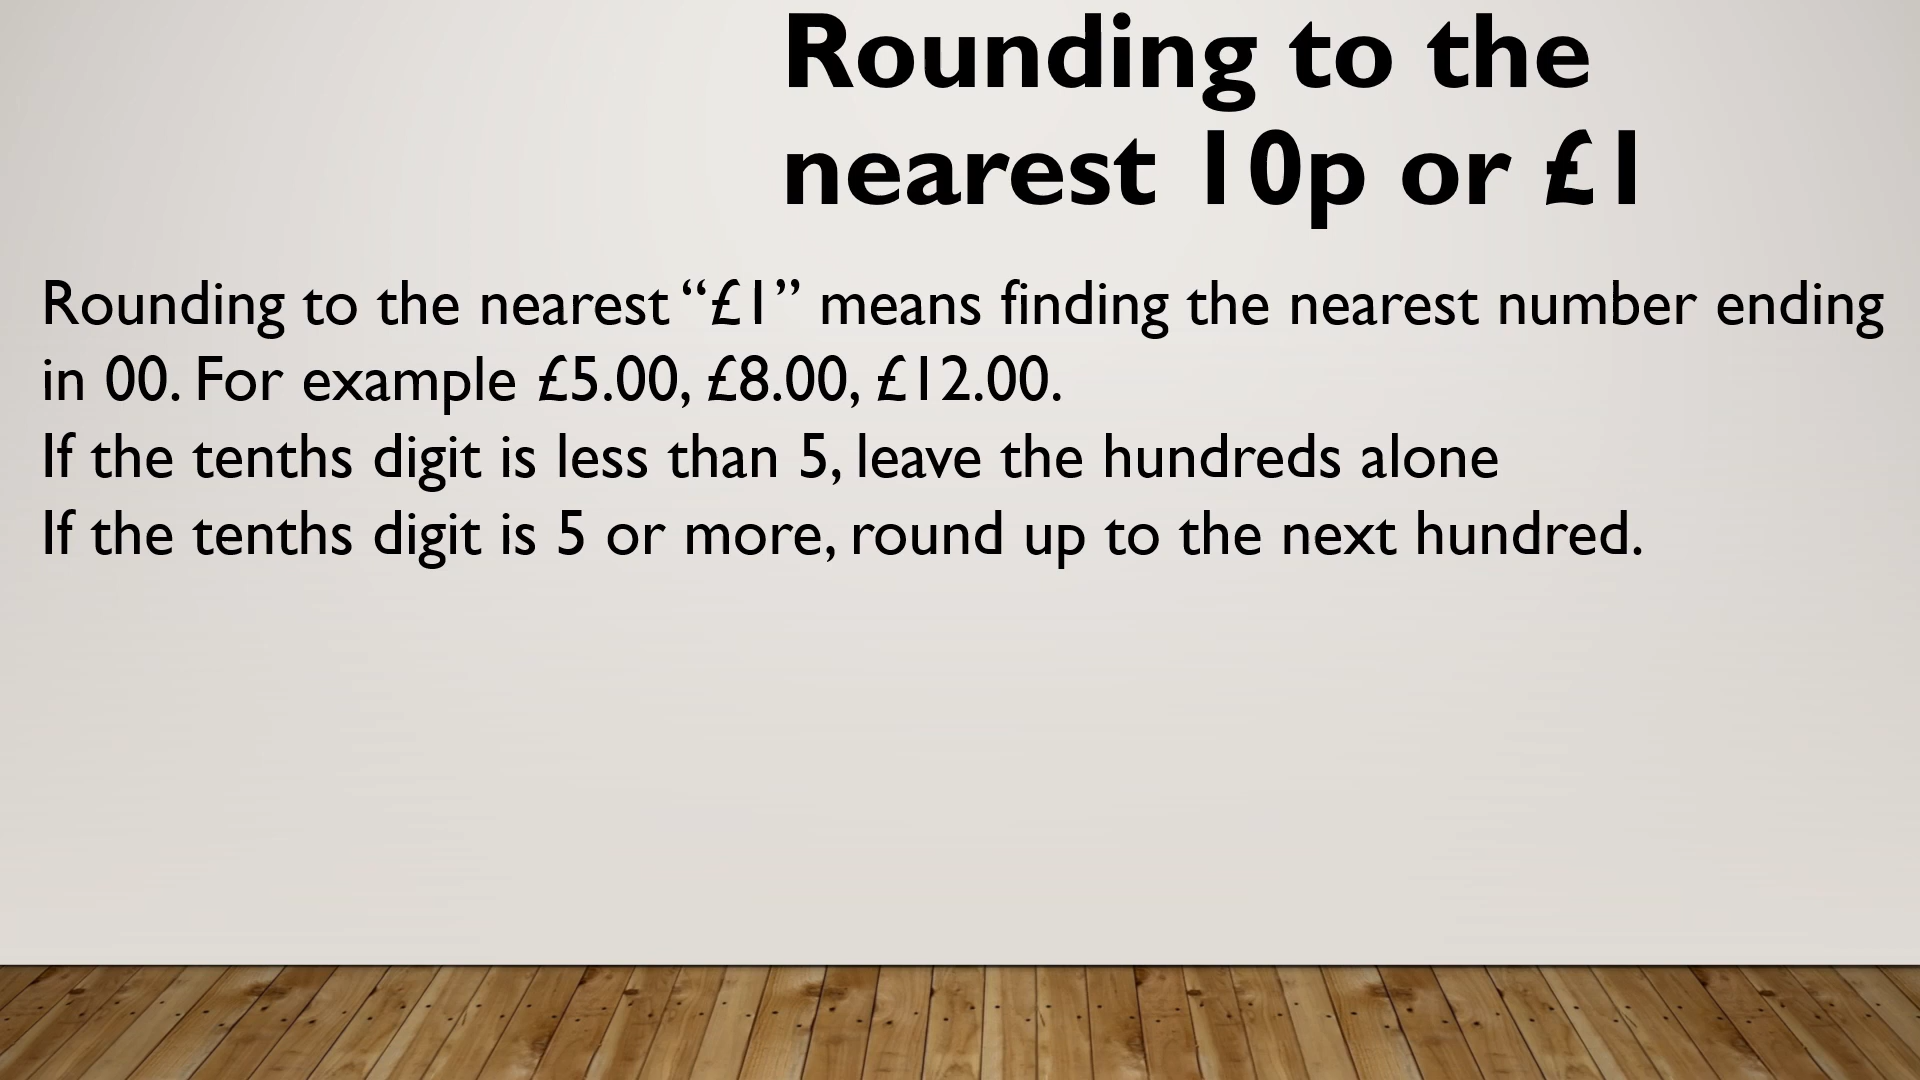 Rounding to the
nearest 10p or £1
Rounding to the nearest “£1” means finding the nearest number ending
in 00. For example £5.00, £8.00, £12.00.
If the tenths digit is less than 5, leave the hundreds alone
If the tenths digit is 5 or more, round up to the next hundred.